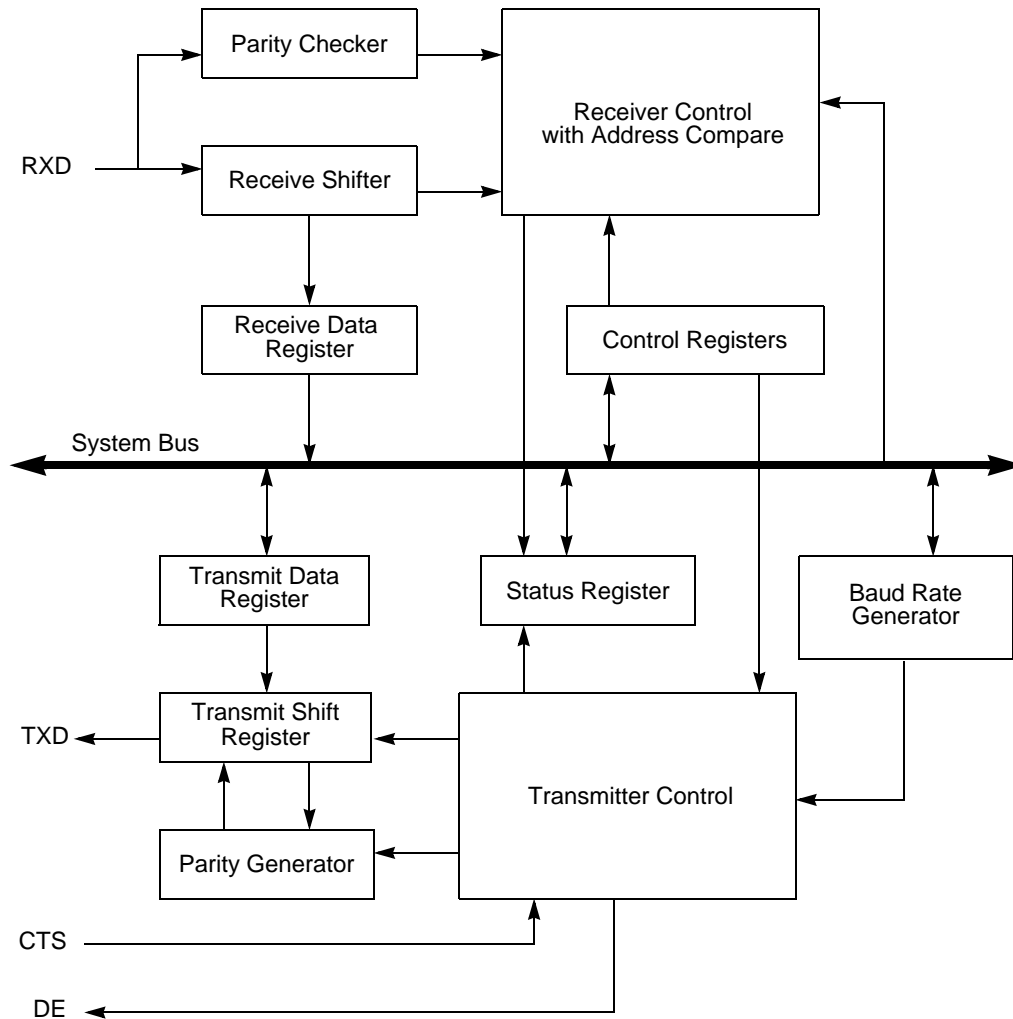 Parity Checker
Receiver Control
with Address Compare
RXD
Receive Shifter
Receive Data
Register
Control Registers
System Bus
Transmit Data
Register
Status Register
Baud Rate
Generator
TXD
Transmit Shift
Register
Transmitter Control
Parity Generator
CTS
DE